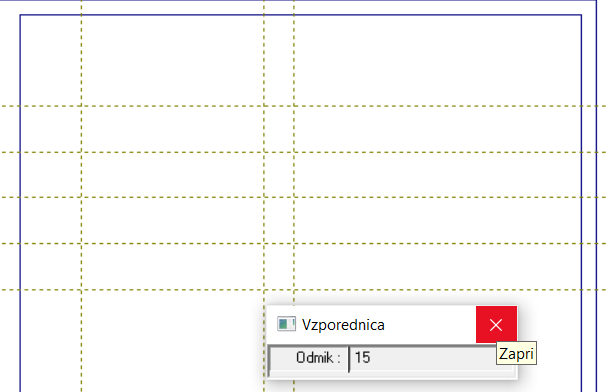 Vzporednica
Odmik : 15
Zapri